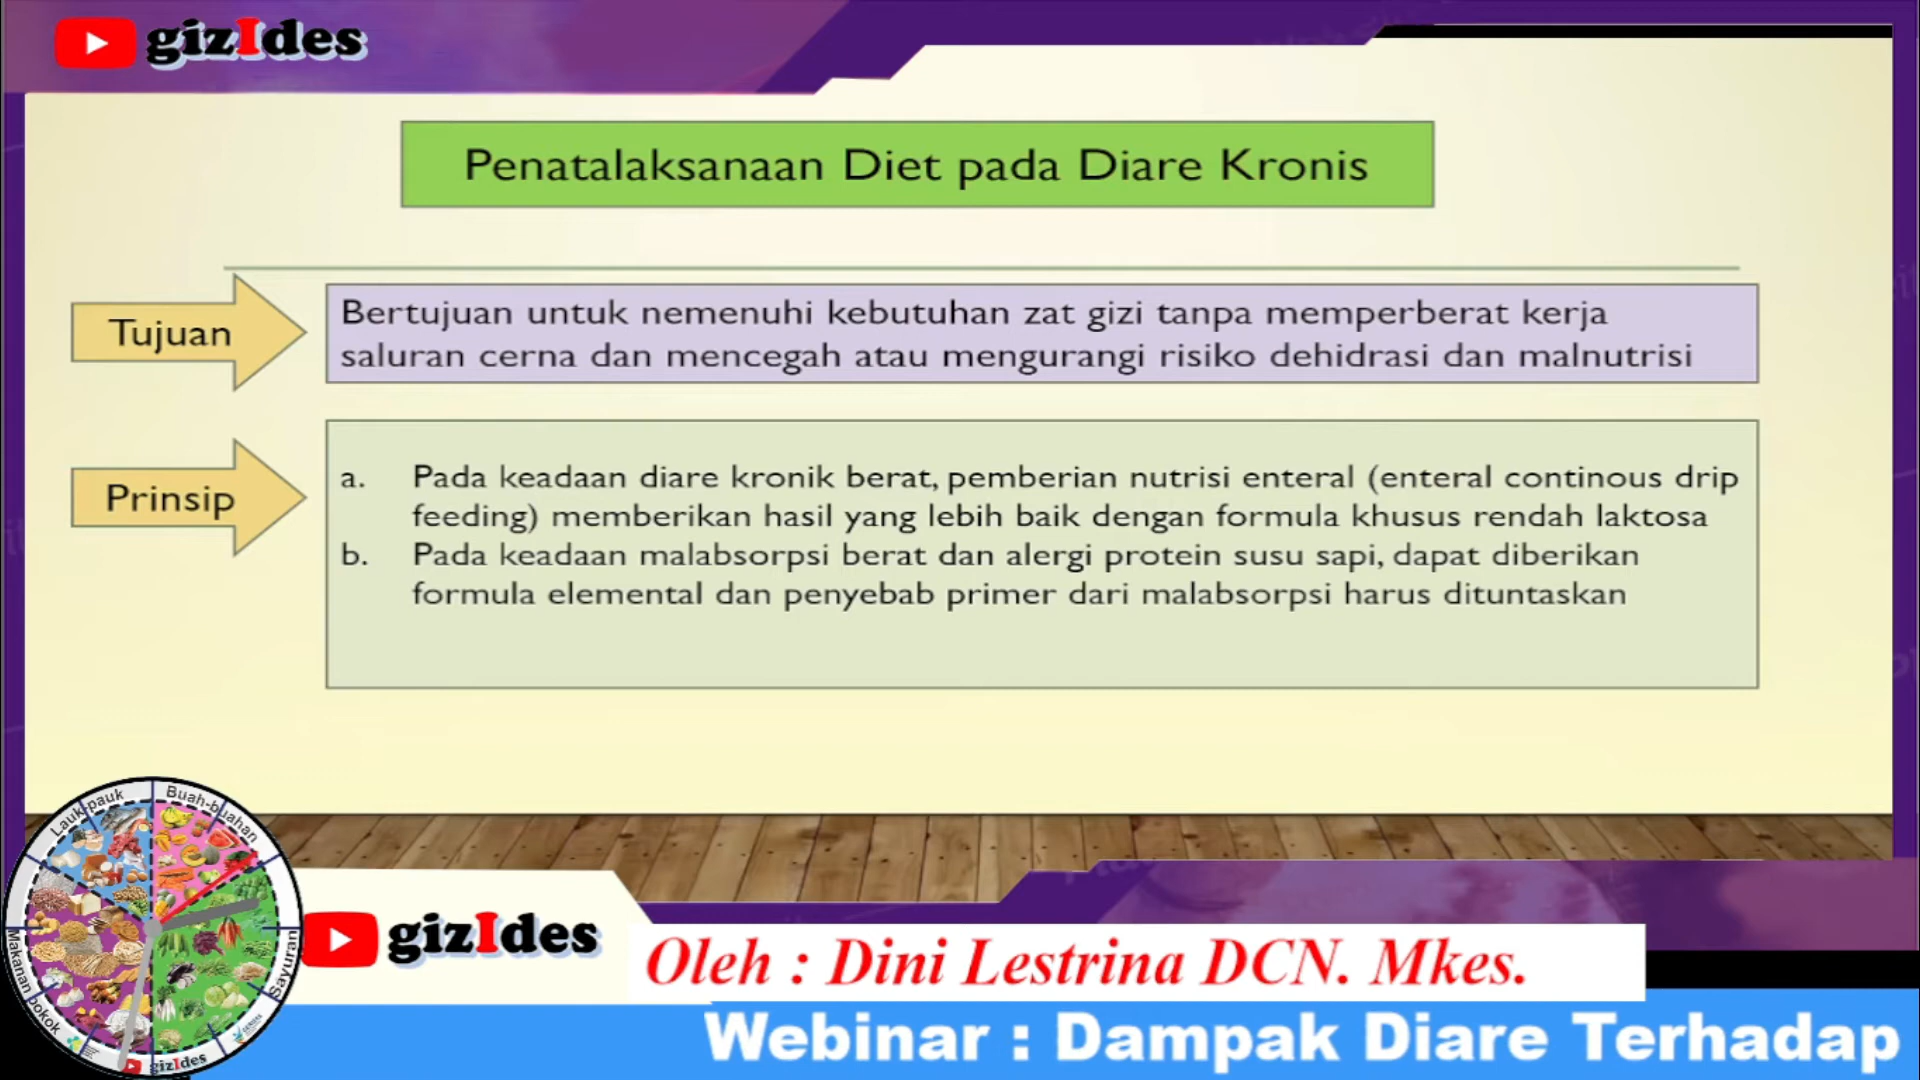 gizIdes
Penatalaksanaan Diet pada Diare Kronis
Tujuan
Bertujuan untuk nemenuhi kebutuhan zat gizi tanpa memperberat kerja
saluran cerna dan mencegah atau mengurangi risiko dehidrasi dan malnutrisi
Prinsip
a. Pada keadaan diare kronik berat, pemberian nutrisi enteral (enteral continous drip
feeding) memberikan hasil yang lebih baik dengan formula khusus rendah laktosa
b. Pada keadaan malabsorpsi berat dan alergi protein susu sapi, dapat diberikan
formula elemental dan penyebab primer dari malabsorpsi harus dituntaskan
Lauk-pauk
Buah-buahan
Makanan pokok
Sayuran
gizIdes
gizIdes
Oleh : Dini Lestrina DCN. Mkes.
Webinar : Dampak Diare Terhadap